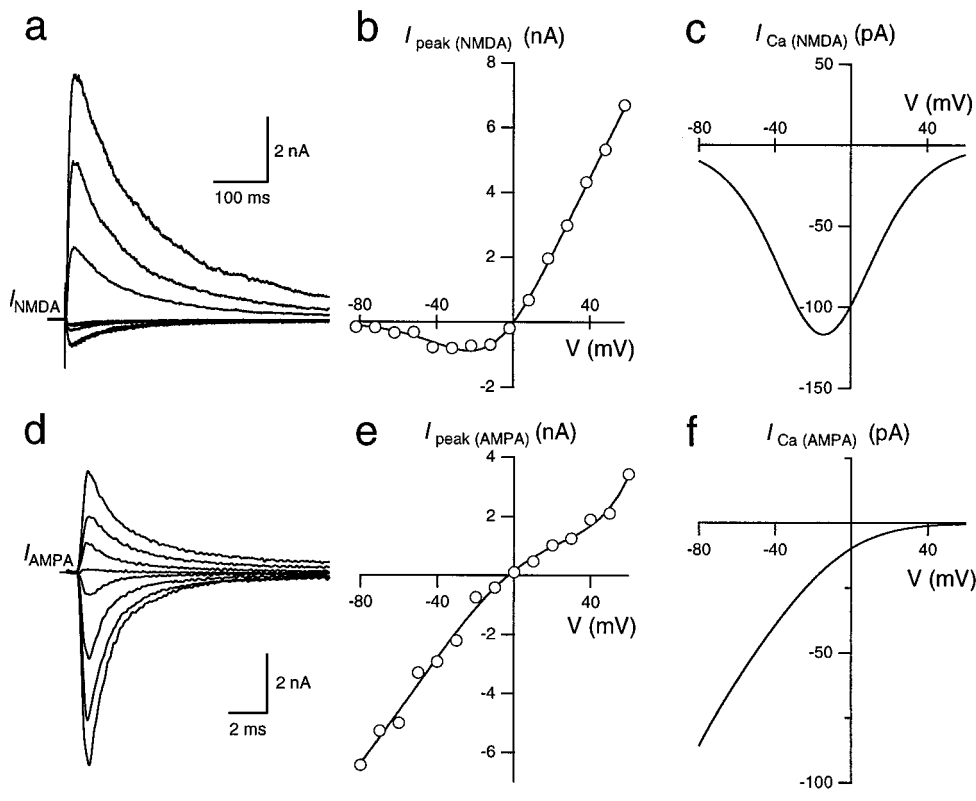 a
2 nA
100 ms
I NMDA
b
I peak (NMDA) (nA)
8
6
4
2
-80 -40 40
V (mV)
-2
c
I Ca (NMDA) (pA)
50
V (mV)
-80 -40 40
-50
-100
-150
d
I AMPA
2 nA
2 ms
e
I peak (AMPA) (nA)
4
2
-80 -40 40
V (mV)
-2
-4
-6
f
I Ca (AMPA) (pA)
-80 -40 40
V (mV)
-50
-100